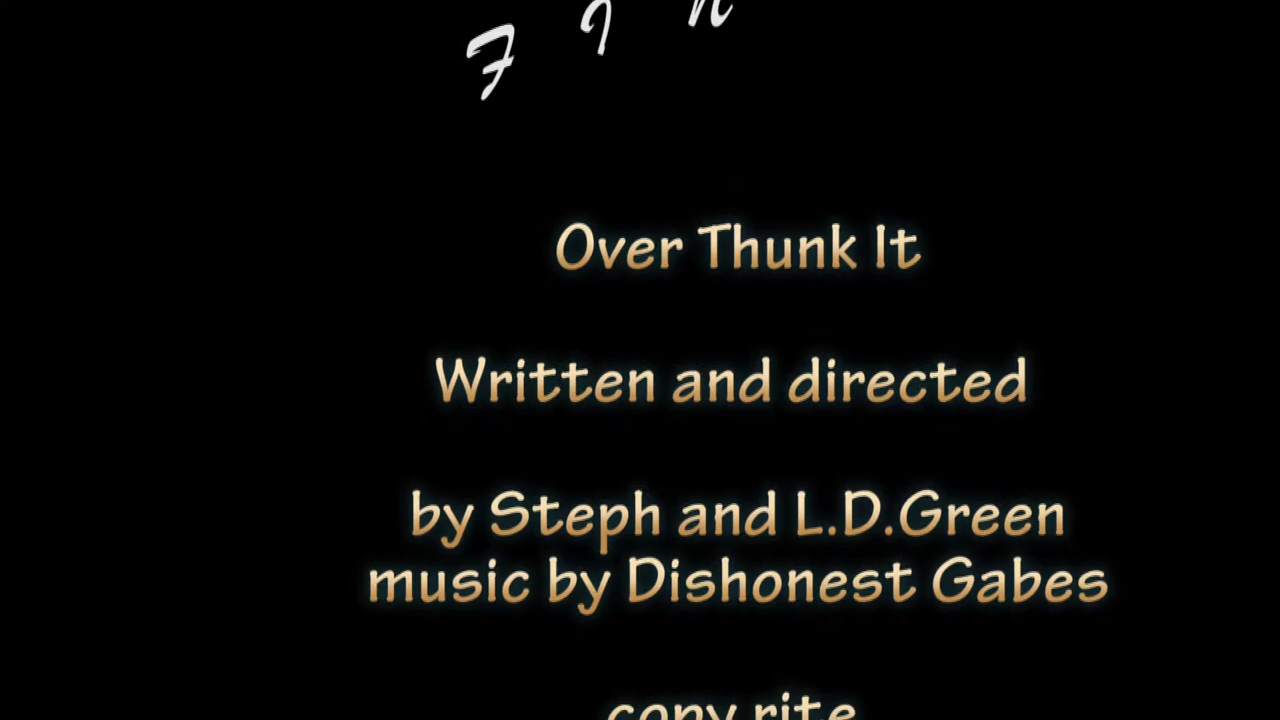 F I n
Over Thunk It
Written and directed
by Steph and L.D.Green
music by Dishonest Gabes
copy rite